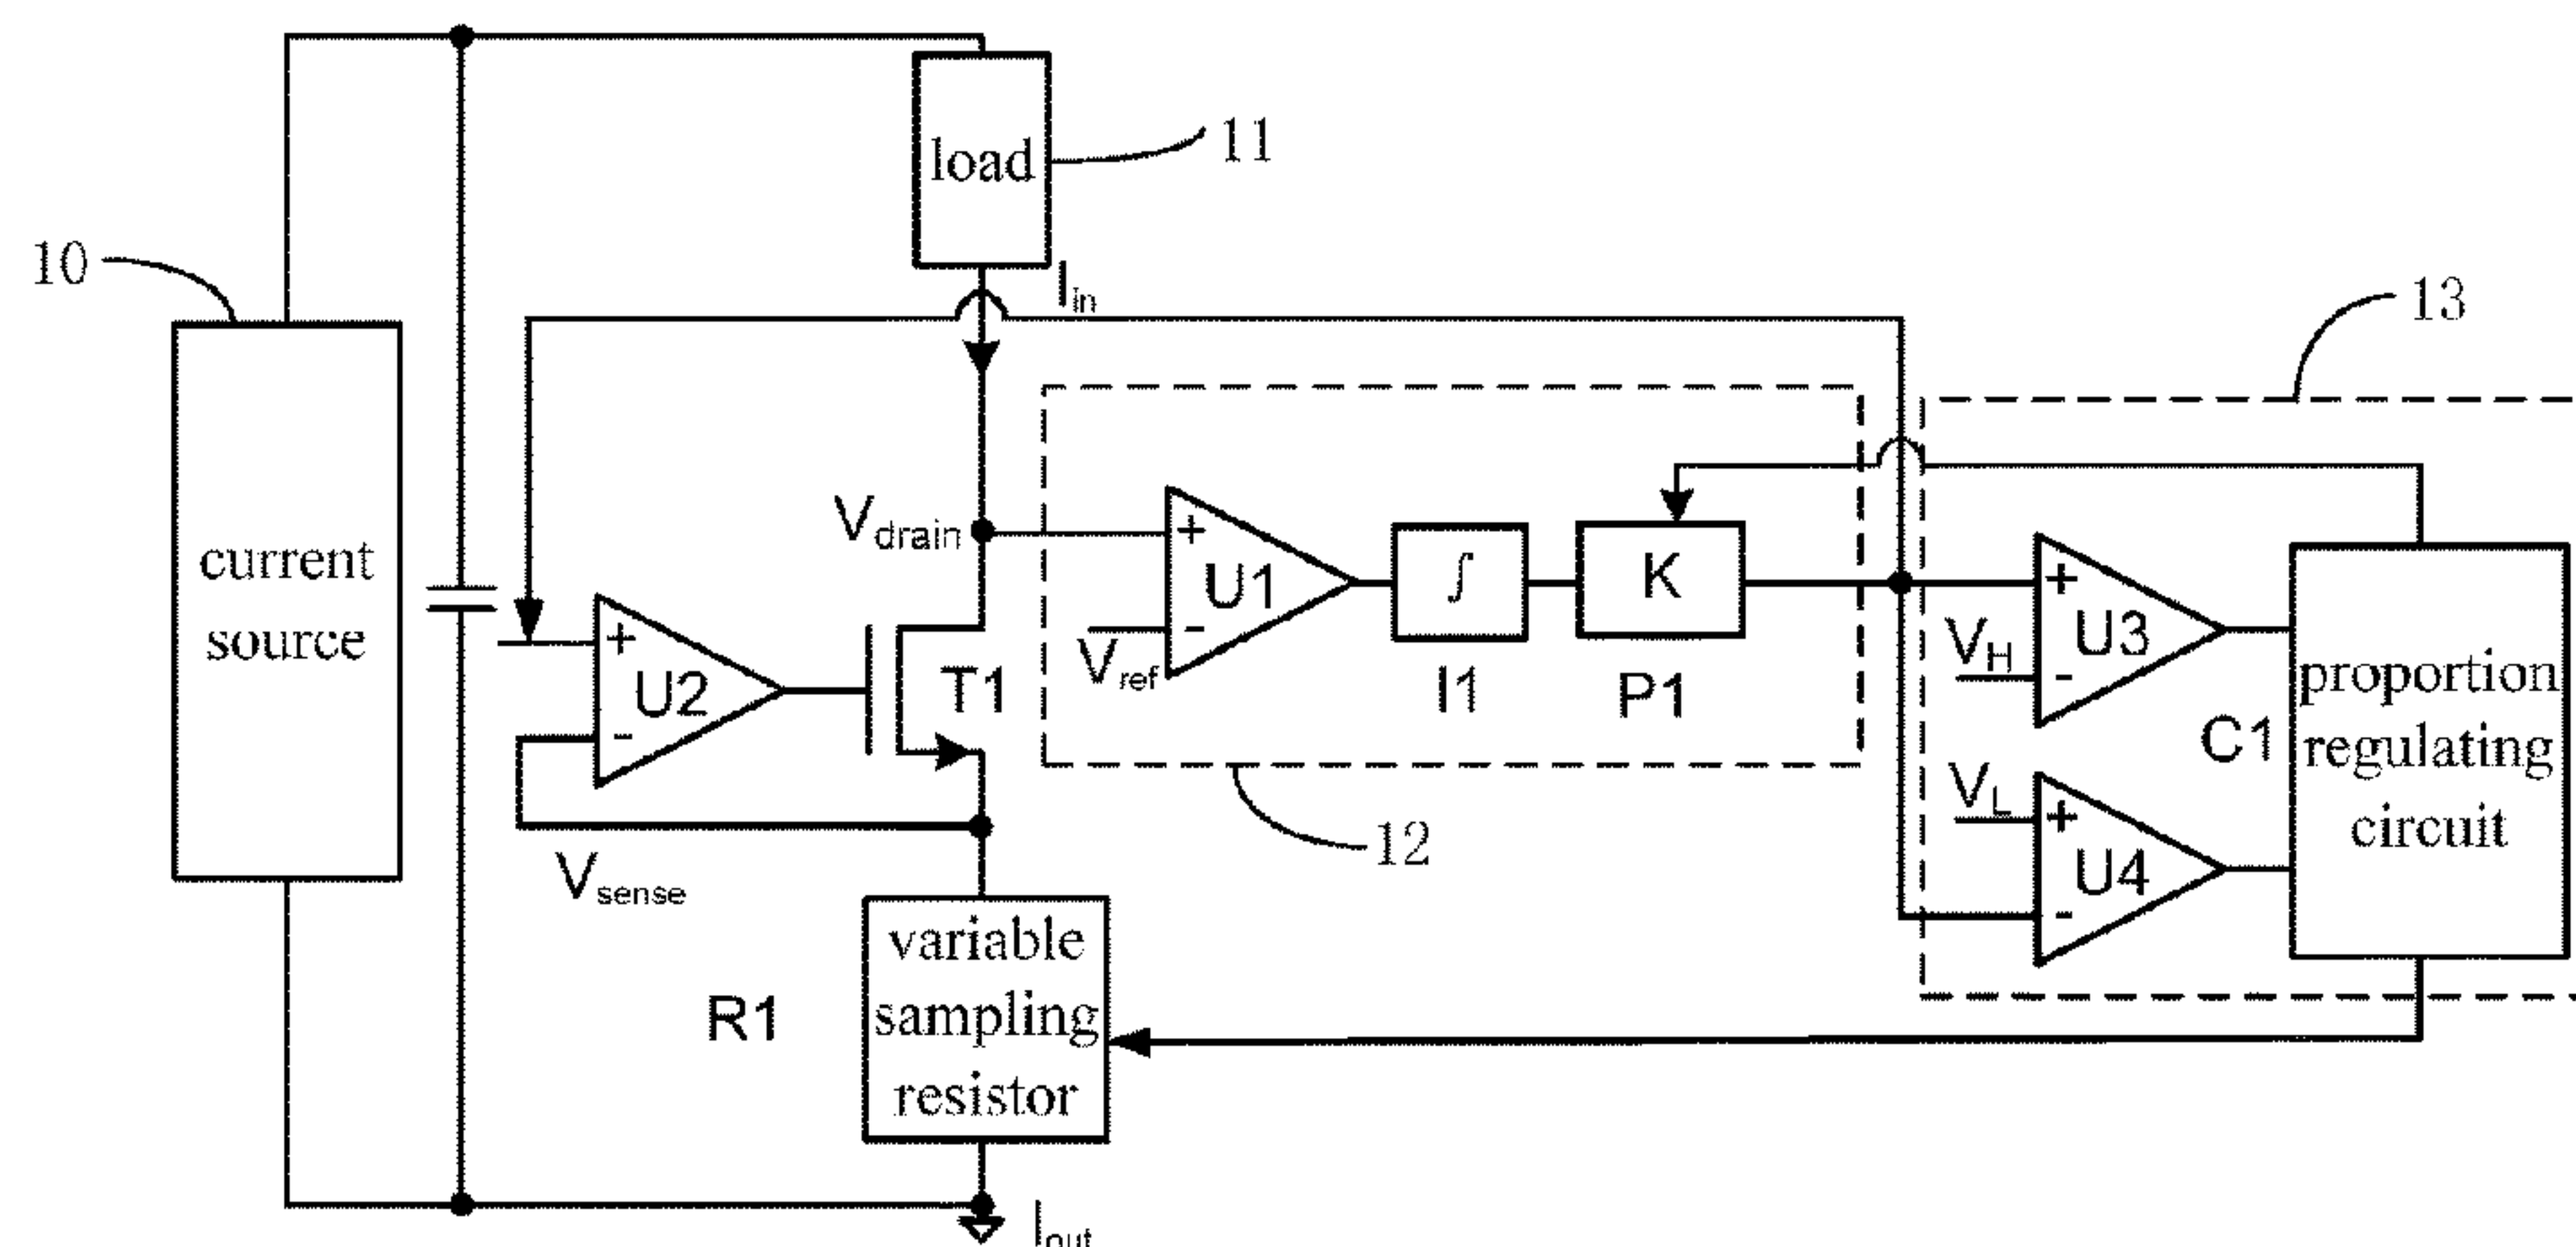 11
load
10
Iin
13
current
source
Vdrain
+
U1
-
Vref
∫
I1
K
P1
+
U2
-
T1
Vsense
12
+
U3
VH
-
VL
+
U4
-
C1
proportion
regulating
circuit
R1
variable
sampling
resistor
Iout